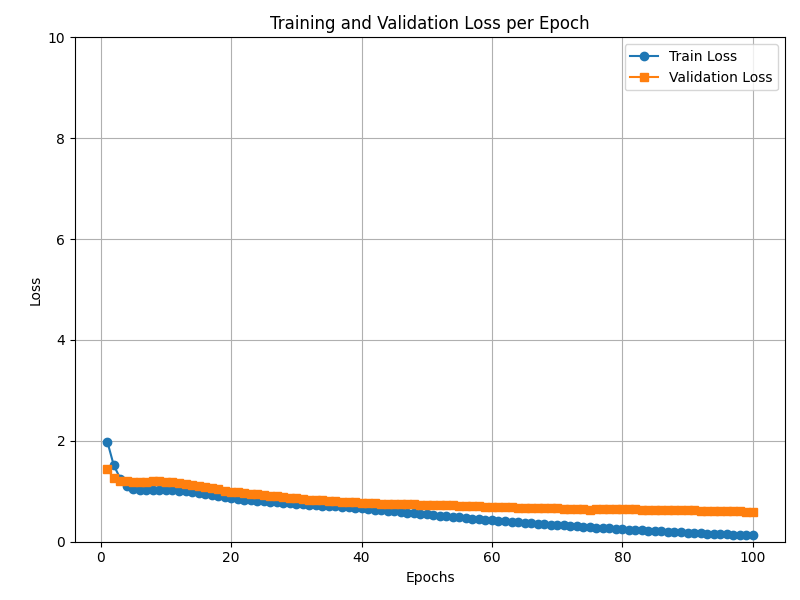 Training and Validation Loss per Epoch
Train Loss
Validation Loss
Loss
10
8
6
4
2
0
0 20 40 60 80 100
Epochs